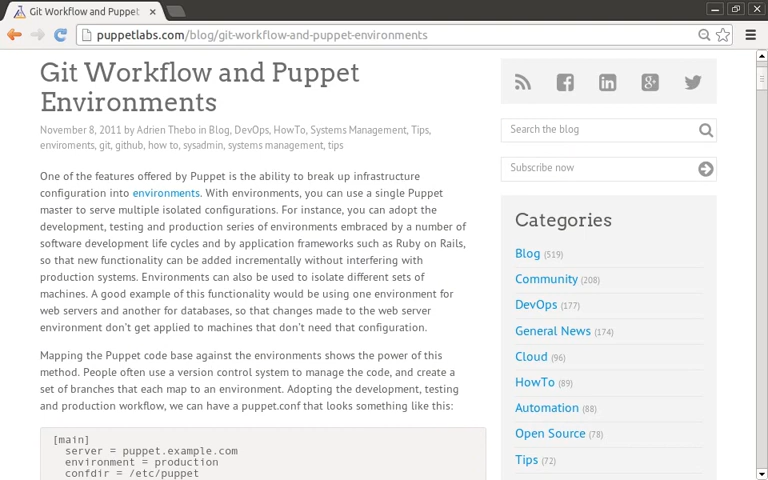 Git Workflow and Puppet E
puppetlabs.com/blog/git-workflow-and-puppet-environments
Git Workflow and Puppet
Environments
November 8, 2011 by Adrien Thebo in Blog, DevOps, HowTo, Systems Management, Tips,
enviroments, git, github, how to, sysadmin, systems management, tips
One of the features offered by Puppet is the ability to break up infrastructure
configuration into environments. With environments, you can use a single Puppet
master to serve multiple isolated configurations. For instance, you can adopt the
development, testing and production series of environments embraced by a number of
software development life cycles and by application frameworks such as Ruby on Rails,
so that new functionality can be added incrementally without interfering with
production systems. Environments can also be used to isolate different sets of
machines. A good example of this functionality would be using one environment for
web servers and another for databases, so that changes made to the web server
environment don't get applied to machines that don't need that configuration.
Mapping the Puppet code base against the environments shows the power of this
method. People often use a version control system to manage the code, and create a
set of branches that each map to an environment. Adopting the development, testing
and production workflow, we can have a puppet.conf that looks something like this:
[main]
server = puppet.example.com
environment = production
confdir = /etc/puppet
Search the blog
Subscribe now
Categories
Blog (519)
Community (208)
DevOps (177)
General News (174)
Cloud (96)
HowTo (89)
Automation (88)
Open Source (78)
Tips (72)